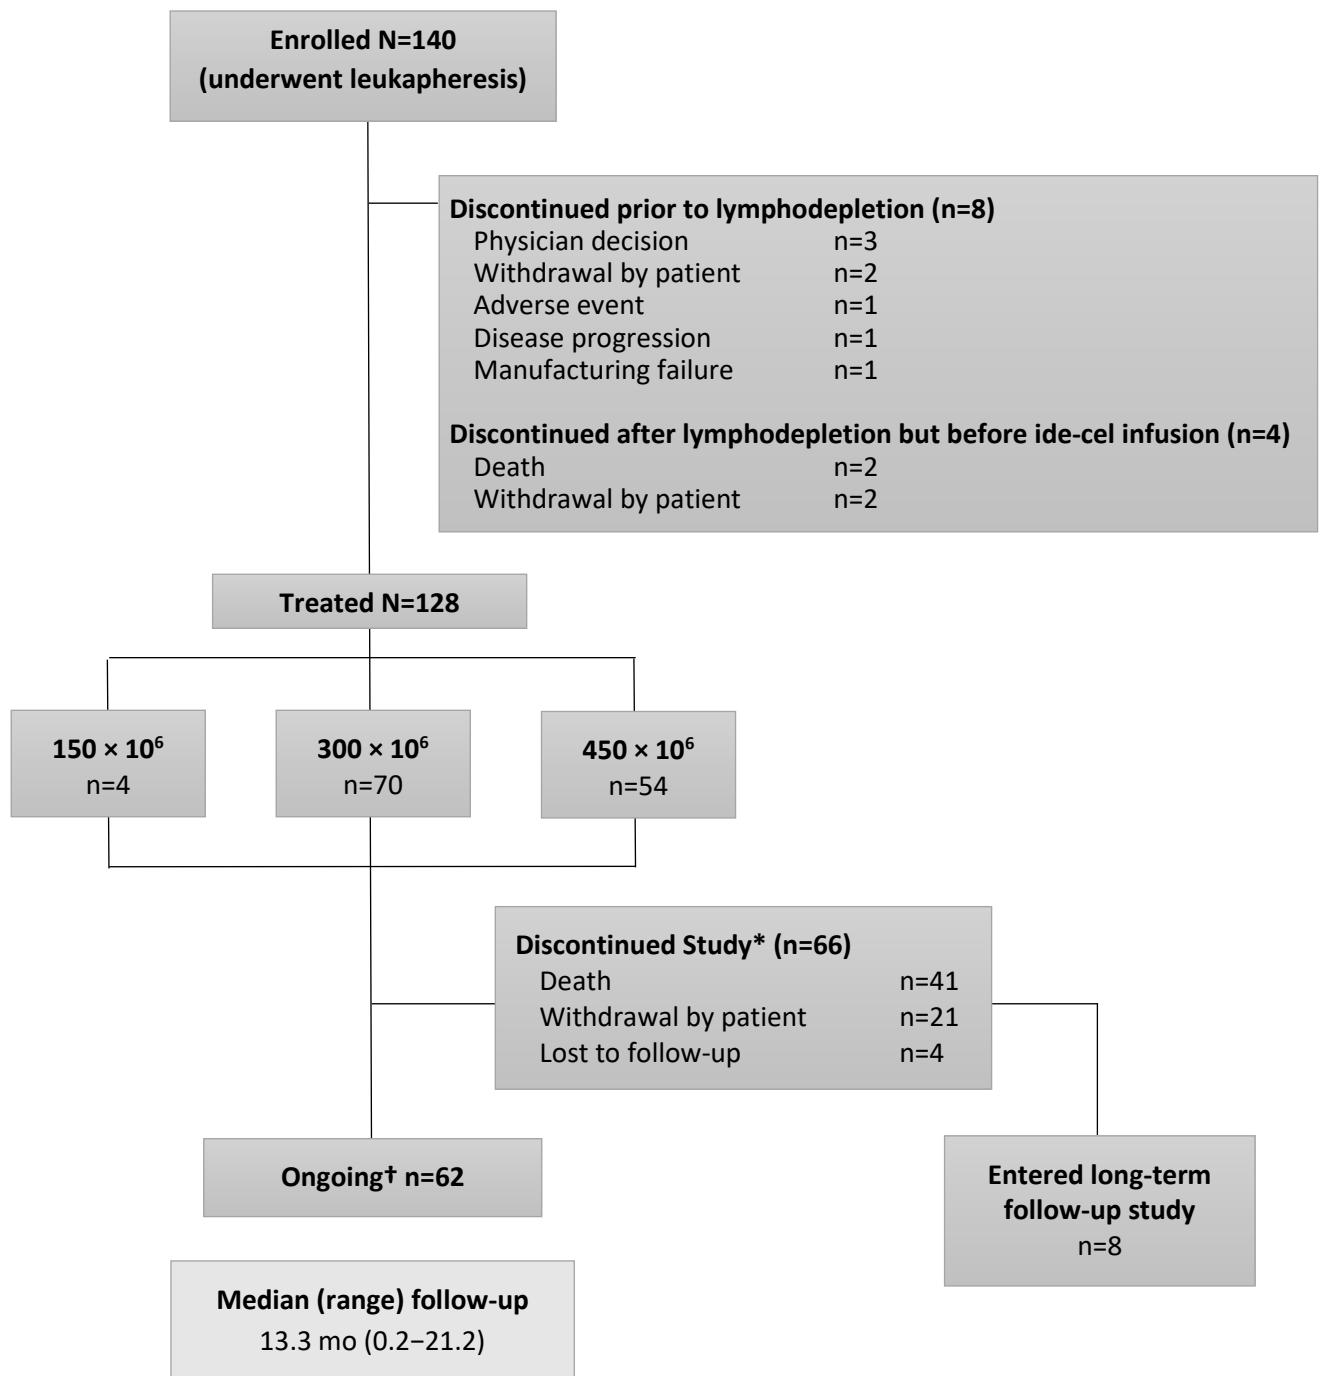 Enrolled N=140
(underwent leukapheresis)
Discontinued prior to lymphodepletion (n=8)
Physician decision n=3
Withdrawal by patient n=2
Adverse event n=1
Disease progression n=1
Manufacturing failure n=1
Discontinued after lymphodepletion but before ide-cel infusion (n=4)
Death n=2
Withdrawal by patient n=2
Treated N=128
150 × 10⁶
n=4
300 × 10⁶
n=70
450 × 10⁶
n=54
Discontinued Study* (n=66)
Death n=41
Withdrawal by patient n=21
Lost to follow-up n=4
Ongoing† n=62
Entered long-term
follow-up study
n=8
Median (range) follow-up
13.3 mo (0.2–21.2)